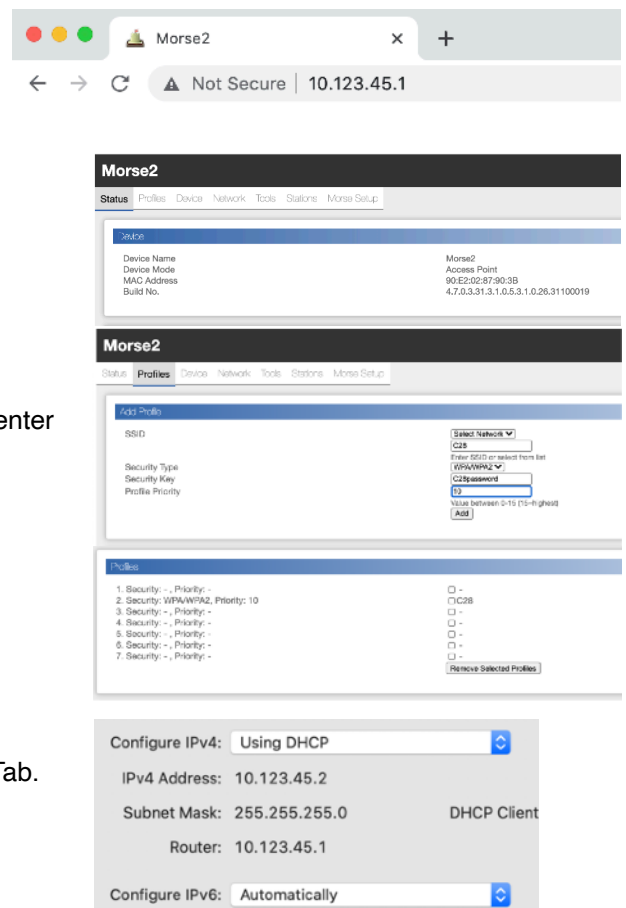 Morse2
Not Secure | 10.123.45.1
Morse2
Status Profiles Device Network Tools Stations Morse Setup
Device
Device Name Morse2
Device Mode Access Point
MAC Address 90:E2:02:87:90:3B
Build No. 4.7.0.3.31.3.1.0.5.3.1.0.26.31100019
Morse2
Status Profiles Device Network Tools Stations Morse Setup
enter
Add Profile
SSID Select Network
C28
Enter SSID or select from list
Security Type WPA/WPA2
Security Key C28password
Profile Priority 10
Value between 0-15 (15=highest)
Add
Profiles
1. Security: - , Priority: - -
2. Security: WPA/WPA2, Priority: 10 C28
3. Security: - , Priority: - -
4. Security: - , Priority: - -
5. Security: - , Priority: - -
6. Security: - , Priority: - -
7. Security: - , Priority: - -
Remove Selected Profiles
Configure IPv4: Using DHCP
Tab.
IPv4 Address: 10.123.45.2
Subnet Mask: 255.255.255.0 DHCP Client
Router: 10.123.45.1
Configure IPv6: Automatically